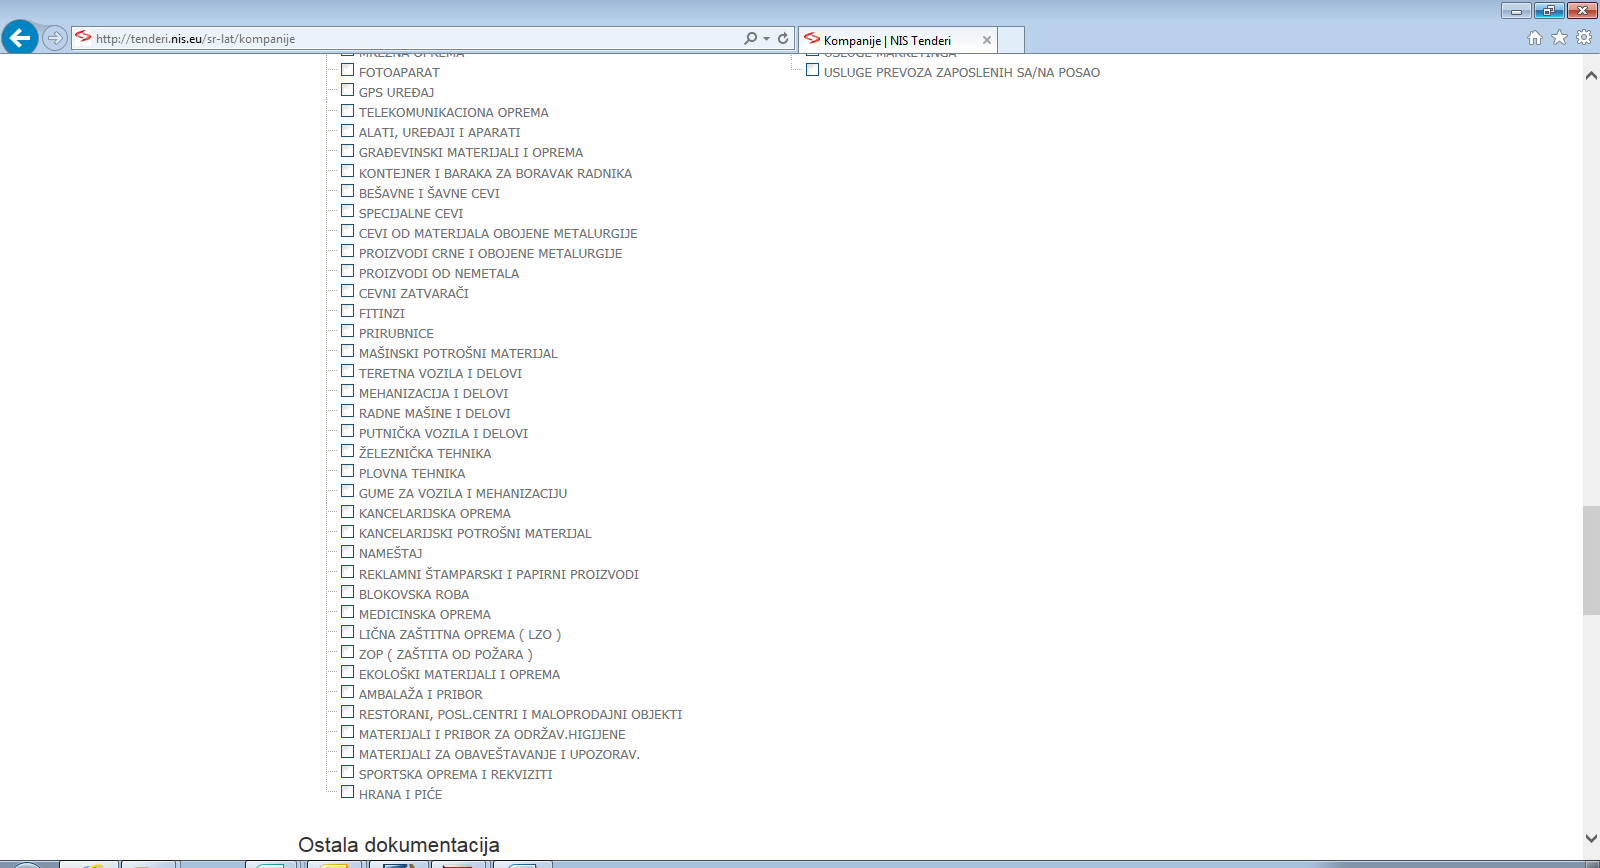 http://tenderi.nis.eu/sr-lat/kompanije
Kompanije | NIS Tenderi
MREŽNA OPREMA
USLUGE MARKETINGA
FOTOAPARAT
USLUGE PREVOZA ZAPOSLENIH SA/NA POSAO
GPS UREĐAJ
TELEKOMUNIKACIONA OPREMA
ALATI, UREĐAJI I APARATI
GRAĐEVINSKI MATERIJALI I OPREMA
KONTEJNER I BARAKA ZA BORAVAK RADNIKA
BEŠAVNE I ŠAVNE CEVI
SPECIJALNE CEVI
CEVI OD MATERIJALA OBOJENE METALURGIJE
PROIZVODI CRNE I OBOJENE METALURGIJE
PROIZVODI OD NEMETALA
CEVNI ZATVARAČI
FITINZI
PRIRUBNICE
MAŠINSKI POTROŠNI MATERIJAL
TERETNA VOZILA I DELOVI
MEHANIZACIJA I DELOVI
RADNE MAŠINE I DELOVI
PUTNIČKA VOZILA I DELOVI
ŽELEZNIČKA TEHNIKA
PLOVNA TEHNIKA
GUME ZA VOZILA I MEHANIZACIJU
KANCELARIJSKA OPREMA
KANCELARIJSKI POTROŠNI MATERIJAL
NAMEŠTAJ
REKLAMNI ŠTAMPARSKI I PAPIRNI PROIZVODI
BLOKOVSKA ROBA
MEDICINSKA OPREMA
LIČNA ZAŠTITNA OPREMA ( LZO )
ZOP ( ZAŠTITA OD POŽARA )
EKOLOŠKI MATERIJALI I OPREMA
AMBALAŽA I PRIBOR
RESTORANI, POSL.CENTRI I MALOPRODAJNI OBJEKTI
MATERIJALI I PRIBOR ZA ODRŽAV.HIGIJENE
MATERIJALI ZA OBAVEŠTAVANJE I UPOZORAV.
SPORTSKA OPREMA I REKVIZITI
HRANA I PIĆE
Ostala dokumentacija